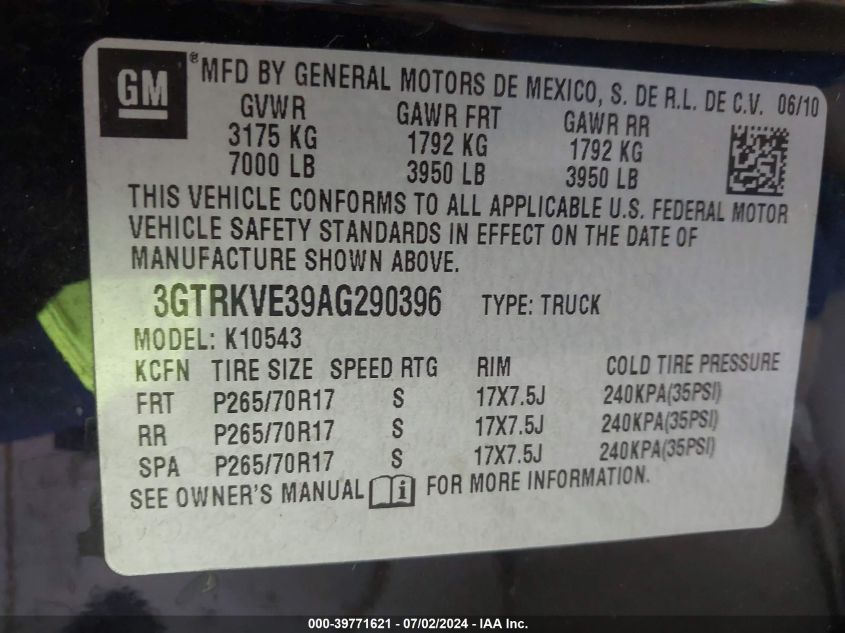 GM
® MFD BY GENERAL MOTORS DE MEXICO, S. DE R.L. DE C.V. 06/10
GVWR GAWR FRT GAWR RR
3175 KG 1792 KG 1792 KG
7000 LB 3950 LB 3950 LB
THIS VEHICLE CONFORMS TO ALL APPLICABLE U.S. FEDERAL MOTOR
VEHICLE SAFETY STANDARDS IN EFFECT ON THE DATE OF
MANUFACTURE SHOWN ABOVE.
3GTRKVE39AG290396 TYPE: TRUCK
MODEL: K10543
KCFN TIRE SIZE SPEED RTG RIM COLD TIRE PRESSURE
FRT P265/70R17 S 17X7.5J 240KPA(35PSI)
RR P265/70R17 S 17X7.5J 240KPA(35PSI)
SPA P265/70R17 S 17X7.5J 240KPA(35PSI)
SEE OWNER'S MANUAL i FOR MORE INFORMATION.
000-39771621 - 07/02/2024 - IAA Inc.